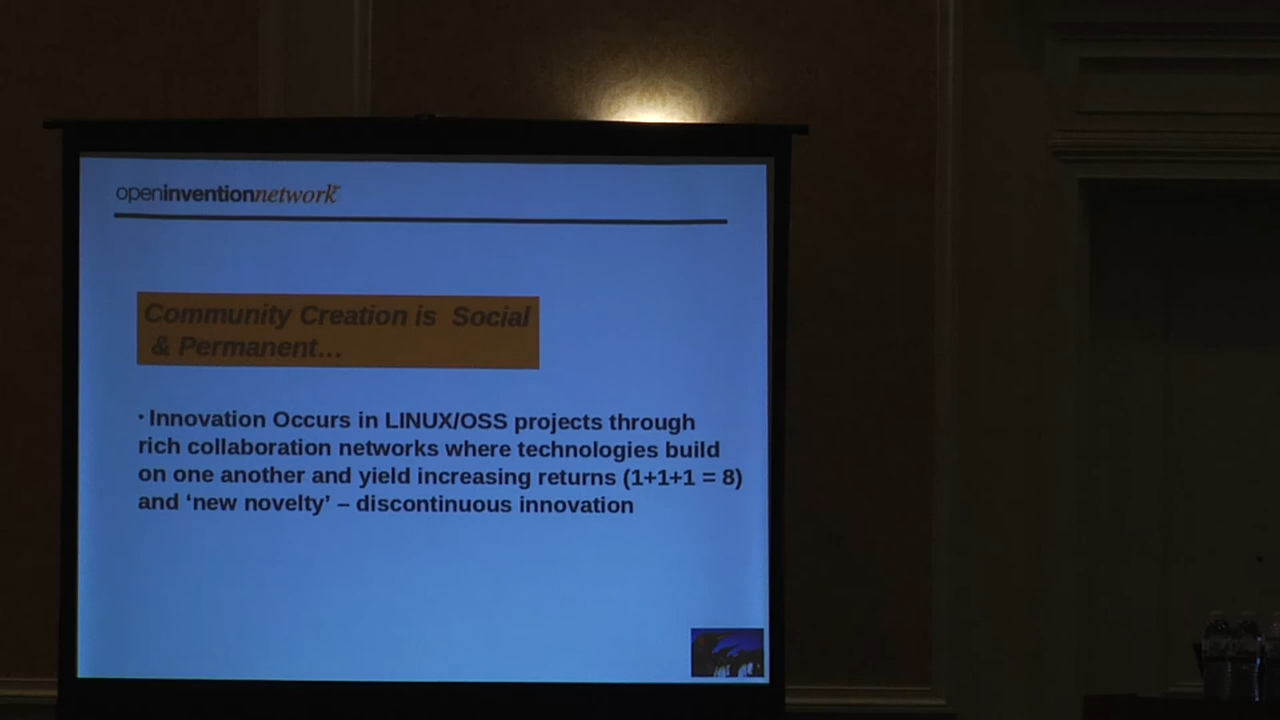 openinventionnetwork
Community Creation is Social
& Permanent...
· Innovation Occurs in LINUX/OSS projects through
rich collaboration networks where technologies build
on one another and yield increasing returns (1+1+1 = 8)
and ‘new novelty’ – discontinuous innovation